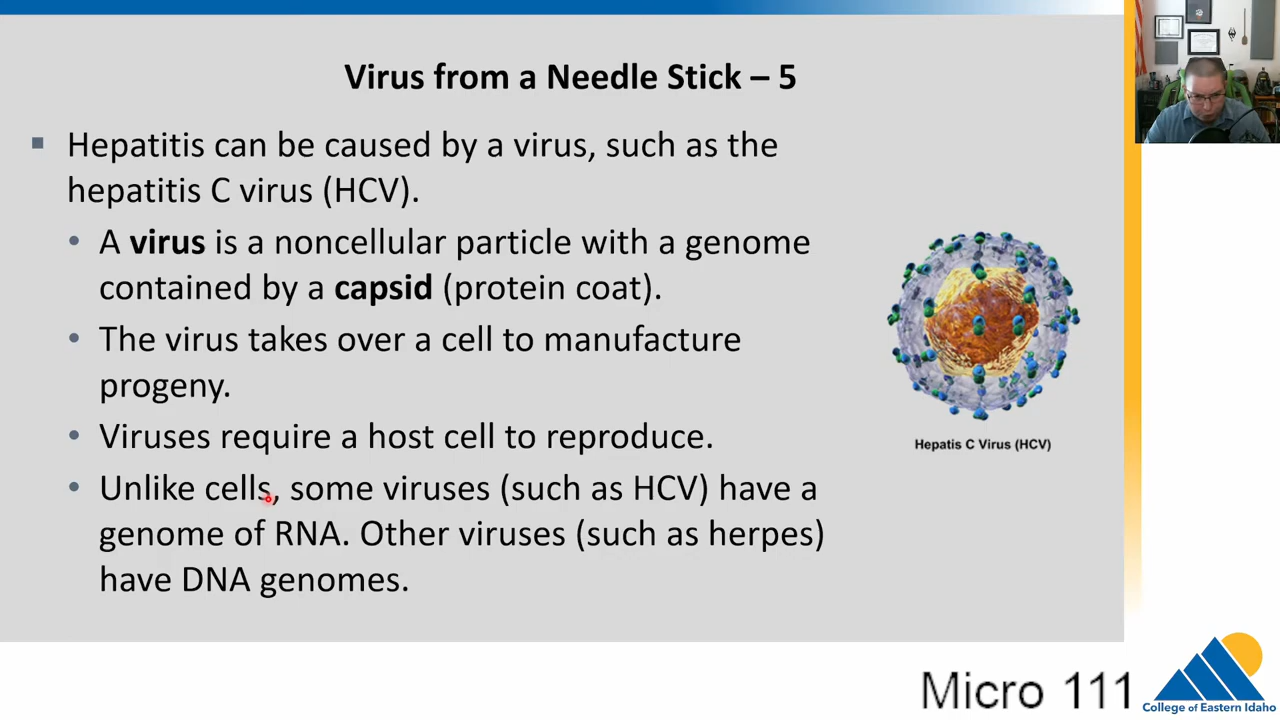 Virus from a Needle Stick – 5
▪ Hepatitis can be caused by a virus, such as the
hepatitis C virus (HCV).
• A virus is a noncellular particle with a genome
contained by a capsid (protein coat).
• The virus takes over a cell to manufacture
progeny.
• Viruses require a host cell to reproduce.
• Unlike cells, some viruses (such as HCV) have a
genome of RNA. Other viruses (such as herpes)
have DNA genomes.
Hepatis C Virus (HCV)
Micro 111
College of Eastern Idaho